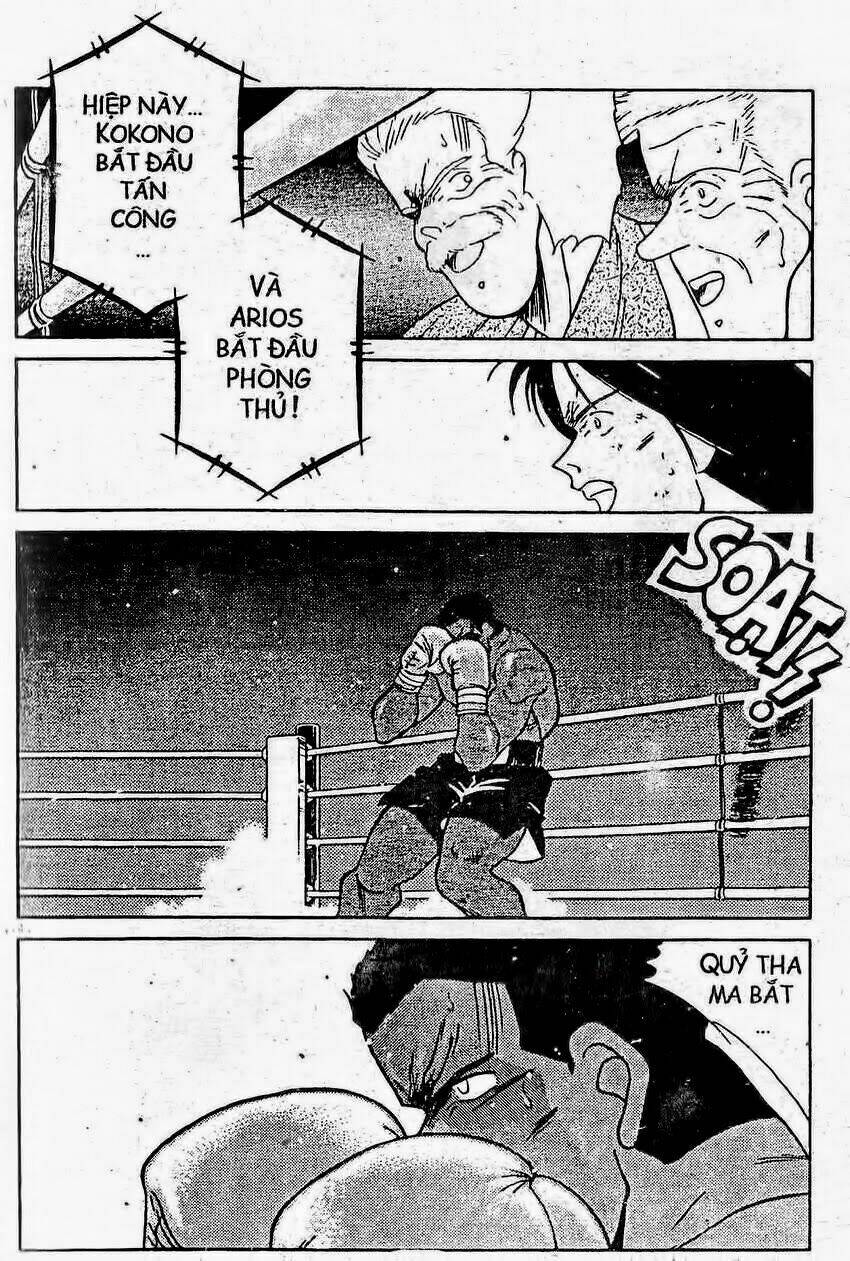 HIỆP NÀY...
KOKONO
BẮT ĐẦU
TẤN
CÔNG
...
VÀ
ARIOS
BẮT ĐẦU
PHÒNG
THỦ!
SOẠT!!
QUỶ THA
MA BẮT
...